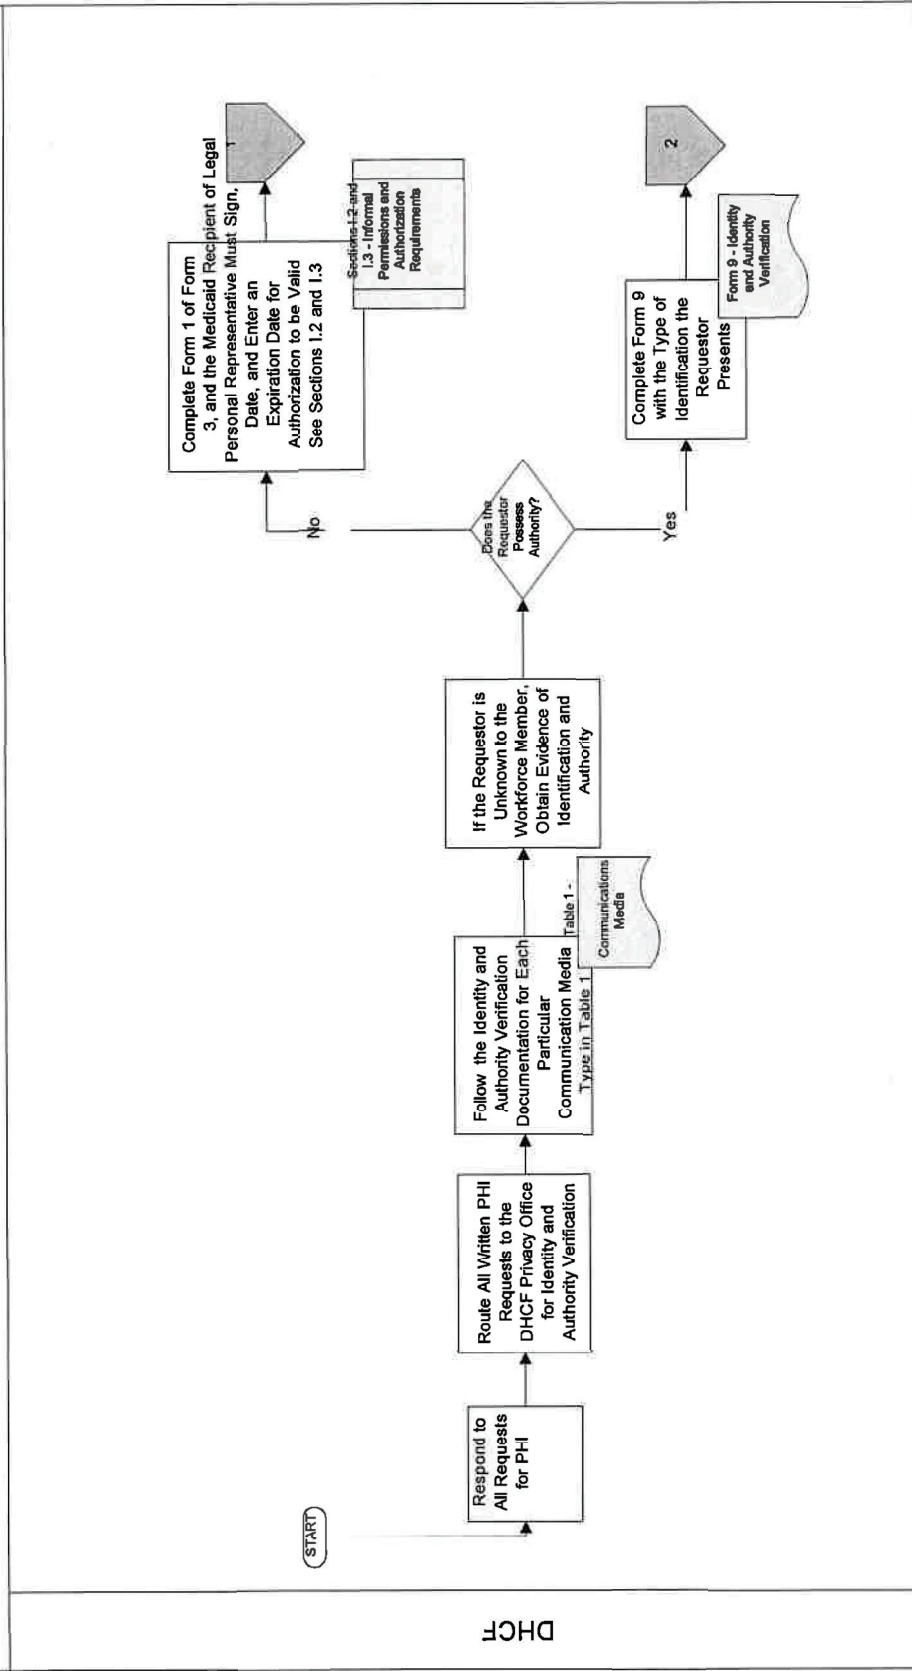 DHCF
START
Respond to
All Requests
for PHI
Route All Written PHI
Requests to the
DHCF Privacy Office
for Identity and
Authority Verification
Follow the Identity and
Authority Verification
Documentation for Each
Particular
Communication Media
Type in Table 1
Table 1 -
Communications
Media
If the Requestor is
Unknown to the
Workforce Member,
Obtain Evidence of
Identification and
Authority
Does the
Requestor
Possess
Authority?
No
Complete Form 1 of Form
3, and the Medicaid Recipient of Legal
Personal Representative Must Sign,
Date, and Enter an
Expiration Date for
Authorization to be Valid
See Sections I.2 and I.3
Sections I.2 and
I.3 - Informal
Permissions and
Authorization
Requirements
1
Yes
Complete Form 9
with the Type of
Identification the
Requestor
Presents
Form 9 - Identity
and Authority
Verification
2